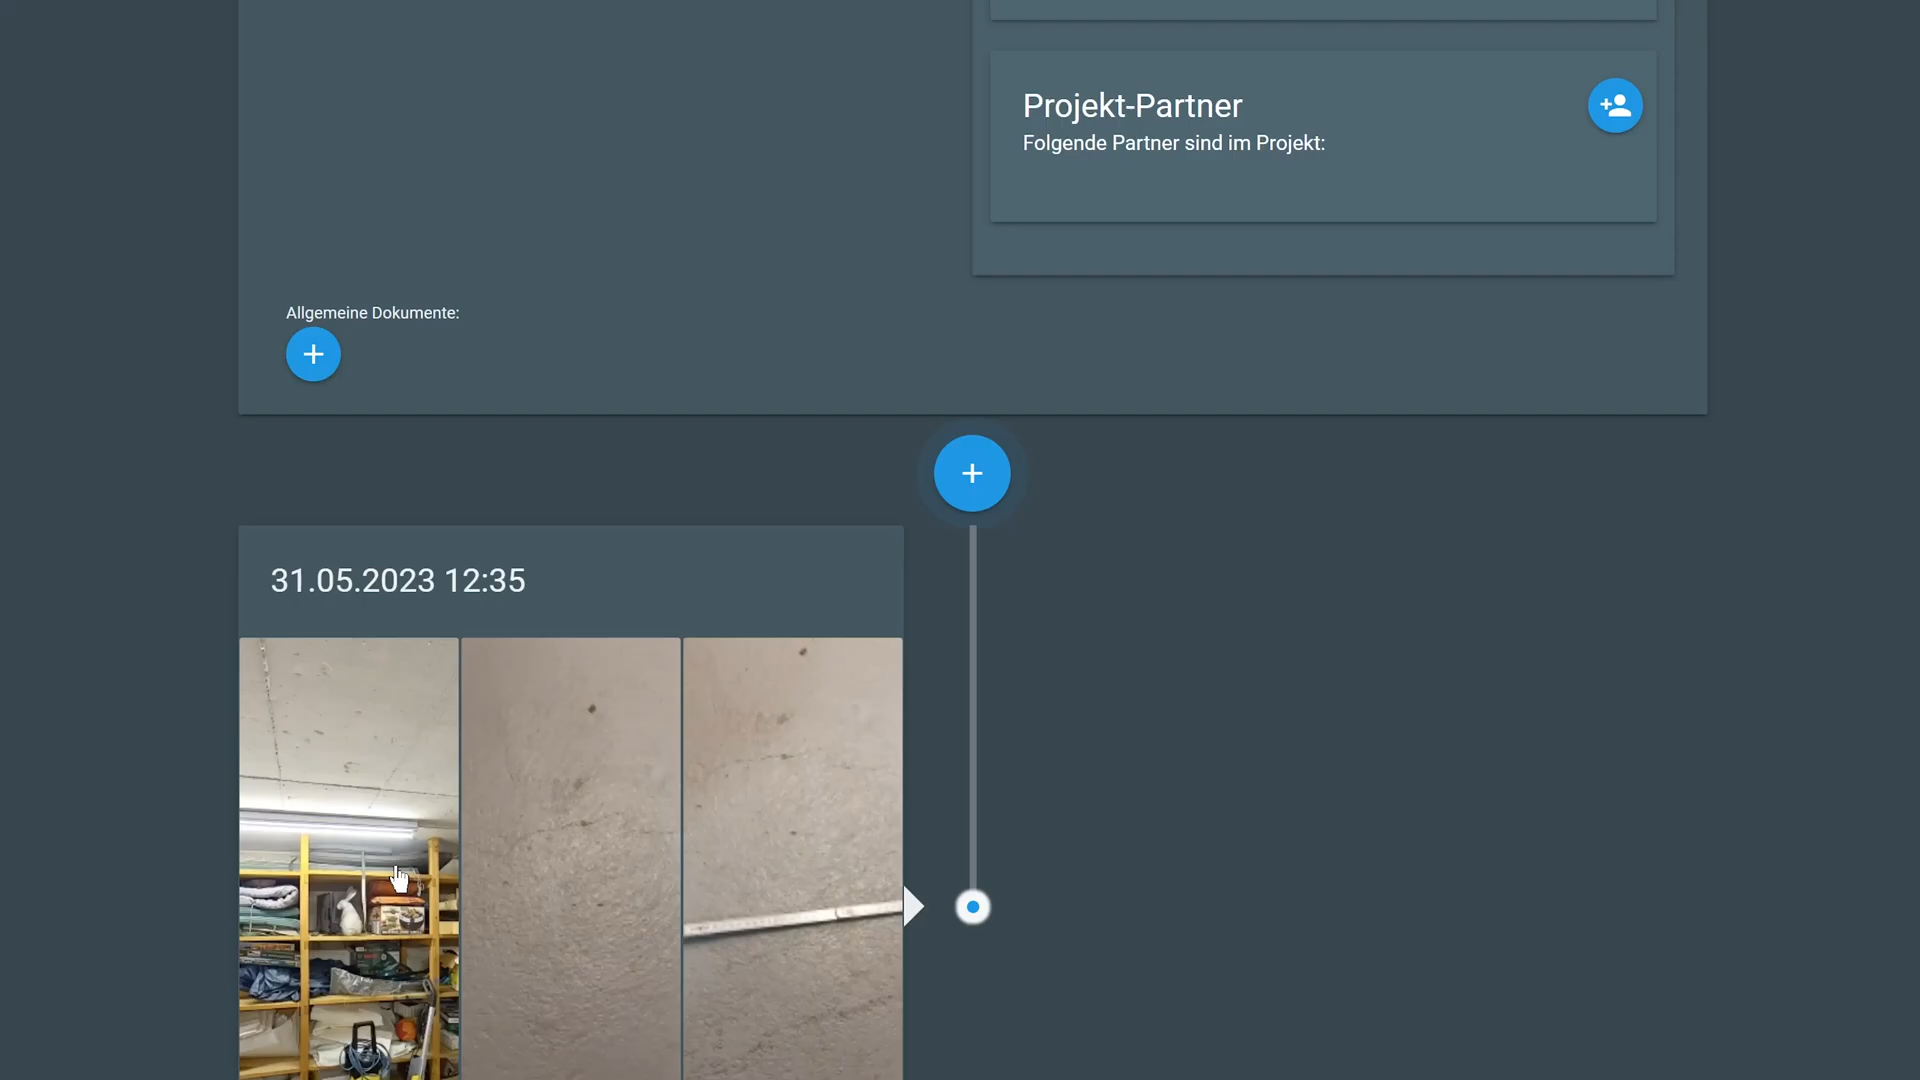 Projekt-Partner
Folgende Partner sind im Projekt:
Allgemeine Dokumente:
31.05.2023 12:35